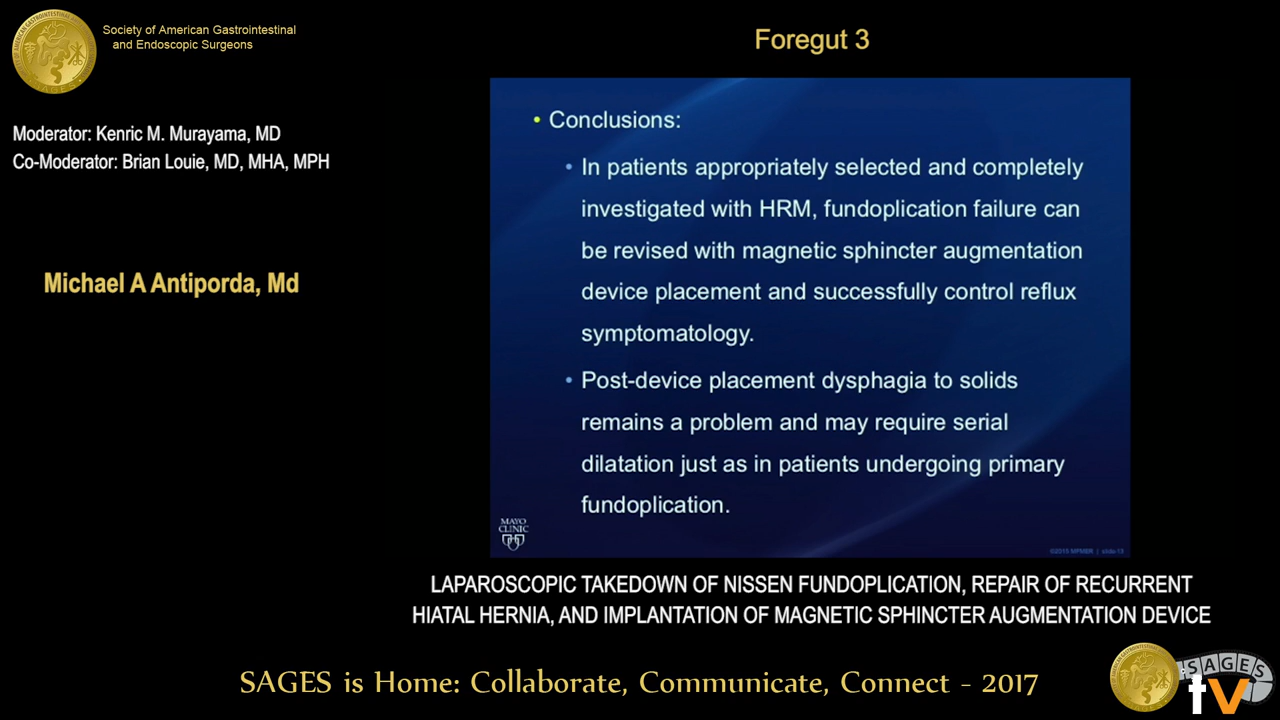 Society of American Gastrointestinal
and Endoscopic Surgeons
Foregut 3
Moderator: Kenric M. Murayama, MD
Co-Moderator: Brian Louie, MD, MHA, MPH
Michael A Antiporda, Md
• Conclusions:
• In patients appropriately selected and completely
investigated with HRM, fundoplication failure can
be revised with magnetic sphincter augmentation
device placement and successfully control reflux
symptomatology.
• Post-device placement dysphagia to solids
remains a problem and may require serial
dilatation just as in patients undergoing primary
fundoplication.
MAYO
CLINIC
©2015 MFMER | slide-13
LAPAROSCOPIC TAKEDOWN OF NISSEN FUNDOPLICATION, REPAIR OF RECURRENT
HIATAL HERNIA, AND IMPLANTATION OF MAGNETIC SPHINCTER AUGMENTATION DEVICE
SAGES is Home: Collaborate, Communicate, Connect - 2017
SAGES
tv